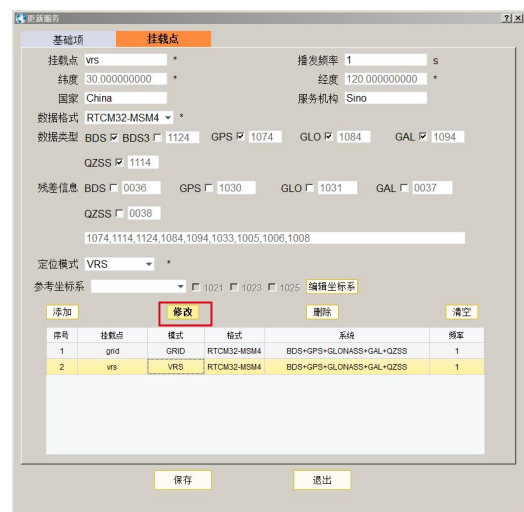 更新服务 ? x
基础项 挂载点
挂载点 vrs * 播发频率 1 s
纬度 30.000000000 * 经度 120.000000000 *
国家 China 服务机构 Sino
数据格式 RTCM32-MSM4 *
数据类型 BDS BDS3 1124 GPS 1074 GLO 1084 GAL 1094
QZSS 1114
残差信息 BDS 0036 GPS 1030 GLO 1031 GAL 0037
QZSS 0038
1074,1114,1124,1084,1094,1033,1005,1006,1008
定位模式 VRS *
参考坐标系 1021 1023 1025 编辑坐标系
添加 修改 删除 清空
序号 挂载点 模式 格式 系统 频率
1 grid GRID RTCM32-MSM4 BDS+GPS+GLONASS+GAL+QZSS 1
2 vrs VRS RTCM32-MSM4 BDS+GPS+GLONASS+GAL+QZSS 1
保存 退出